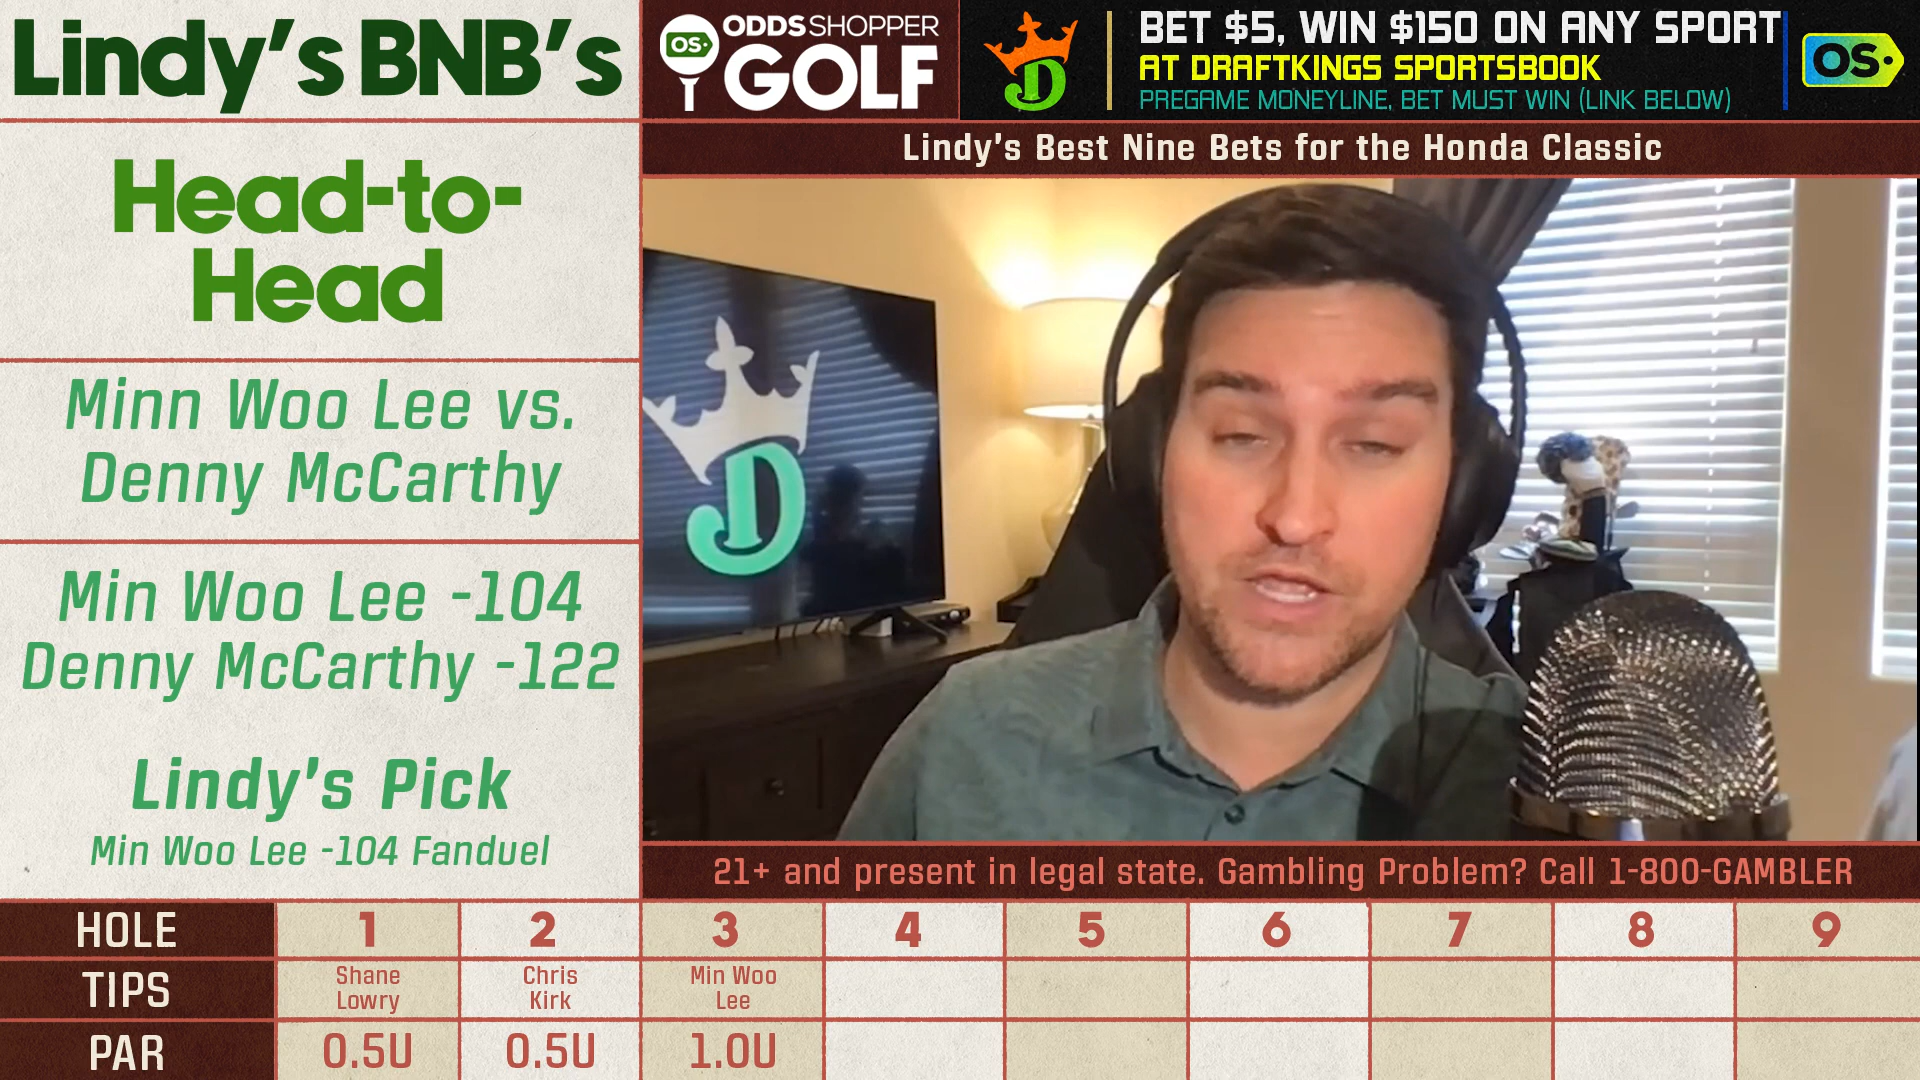 Lindy's BNB's
OS.
ODDSSHOPPER
GOLF
D
BET $5, WIN $150 ON ANY SPORT
AT DRAFTKINGS SPORTSBOOK
PREGAME MONEYLINE, BET MUST WIN (LINK BELOW)
OS.
Lindy's Best Nine Bets for the Honda Classic
Head-to-
Head
Minn Woo Lee vs.
Denny McCarthy
Min Woo Lee -104
Denny McCarthy -122
Lindy's Pick
Min Woo Lee -104 Fanduel
D
21+ and present in legal state. Gambling Problem? Call 1-800-GAMBLER
HOLE 1 2 3 4 5 6 7 8 9
TIPS Shane Lowry Chris Kirk Min Woo Lee
PAR 0.5U 0.5U 1.0U